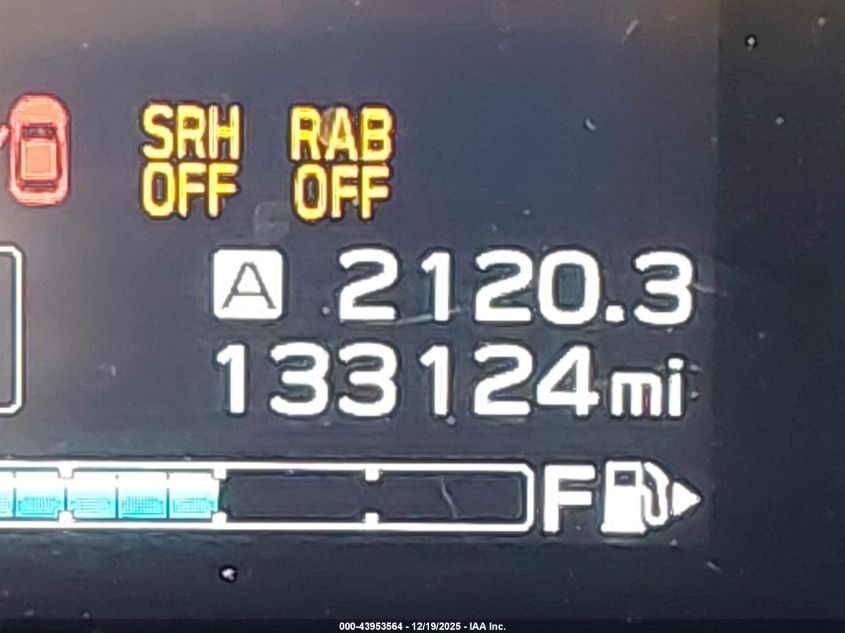 SRH RAB
OFF OFF
A 2120.3
133124mi
F
000-43953564 - 12/19/2025 - IAA Inc.